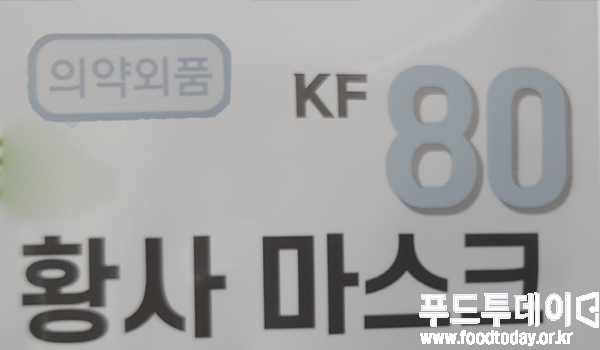 의약외품
KF 80
황사 마스크
푸드투데이
www.foodtoday.or.kr